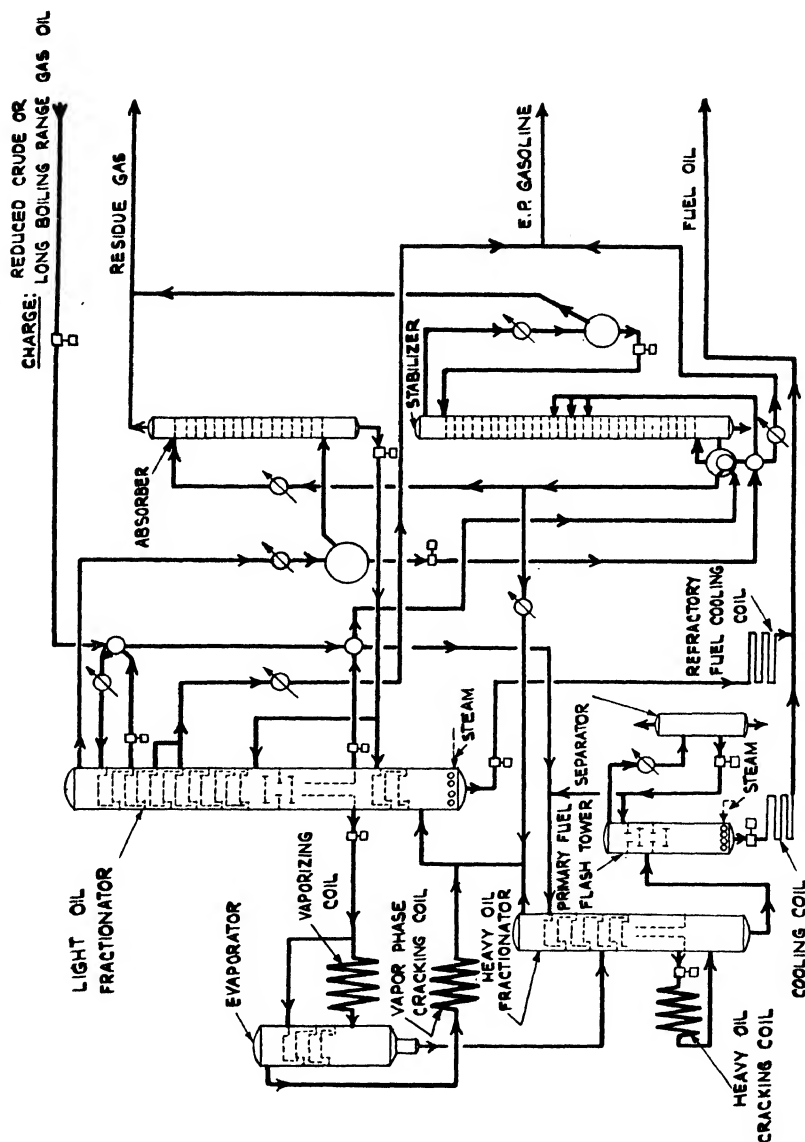 CHARGE: REDUCED CRUDE OR
LONG BOILING RANGE GAS OIL
RESIDUE GAS
E.P. GASOLINE
FUEL OIL
ABSORBER
STABILIZER
LIGHT OIL
FRACTIONATOR
EVAPORATOR
VAPORIZING
COIL
VAPOR PHASE
CRACKING COIL
HEAVY OIL
FRACTIONATOR
STEAM
PRIMARY FUEL
FLASH TOWER
SEPARATOR
REFRACTORY
FUEL COOLING
COIL
STEAM
HEAVY OIL
CRACKING COIL
COOLING COIL